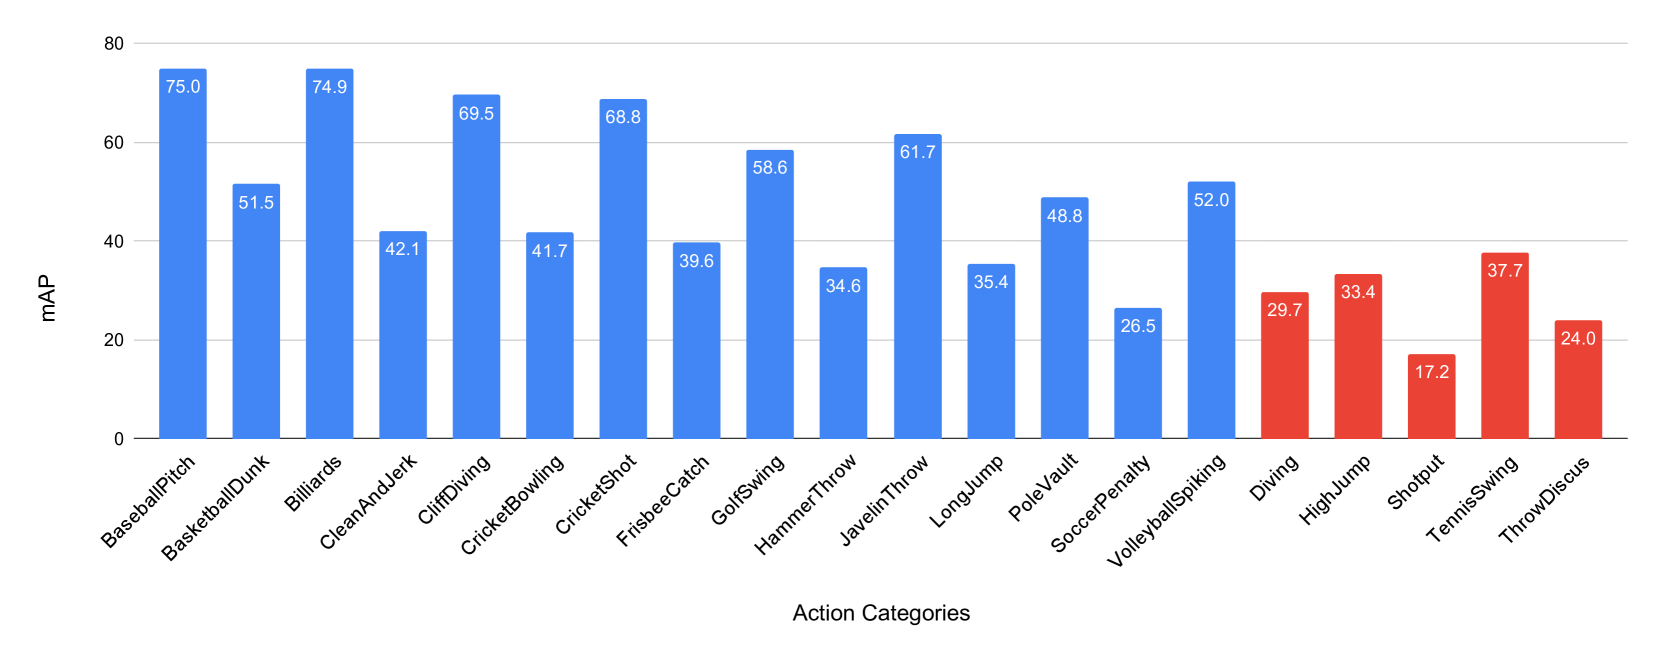 80
60
40
20
0
mAP
75.0
51.5
74.9
42.1
69.5
41.7
68.8
39.6
58.6
34.6
61.7
35.4
48.8
26.5
52.0
29.7
33.4
17.2
37.7
24.0
BaseballPitch
BasketballDunk
Billiards
CleanAndJerk
CliffDiving
CricketBowling
CricketShot
FrisbeeCatch
GolfSwing
HammerThrow
JavelinThrow
LongJump
PoleVault
SoccerPenalty
VolleyballSpiking
Diving
HighJump
Shotput
TennisSwing
ThrowDiscus
Action Categories